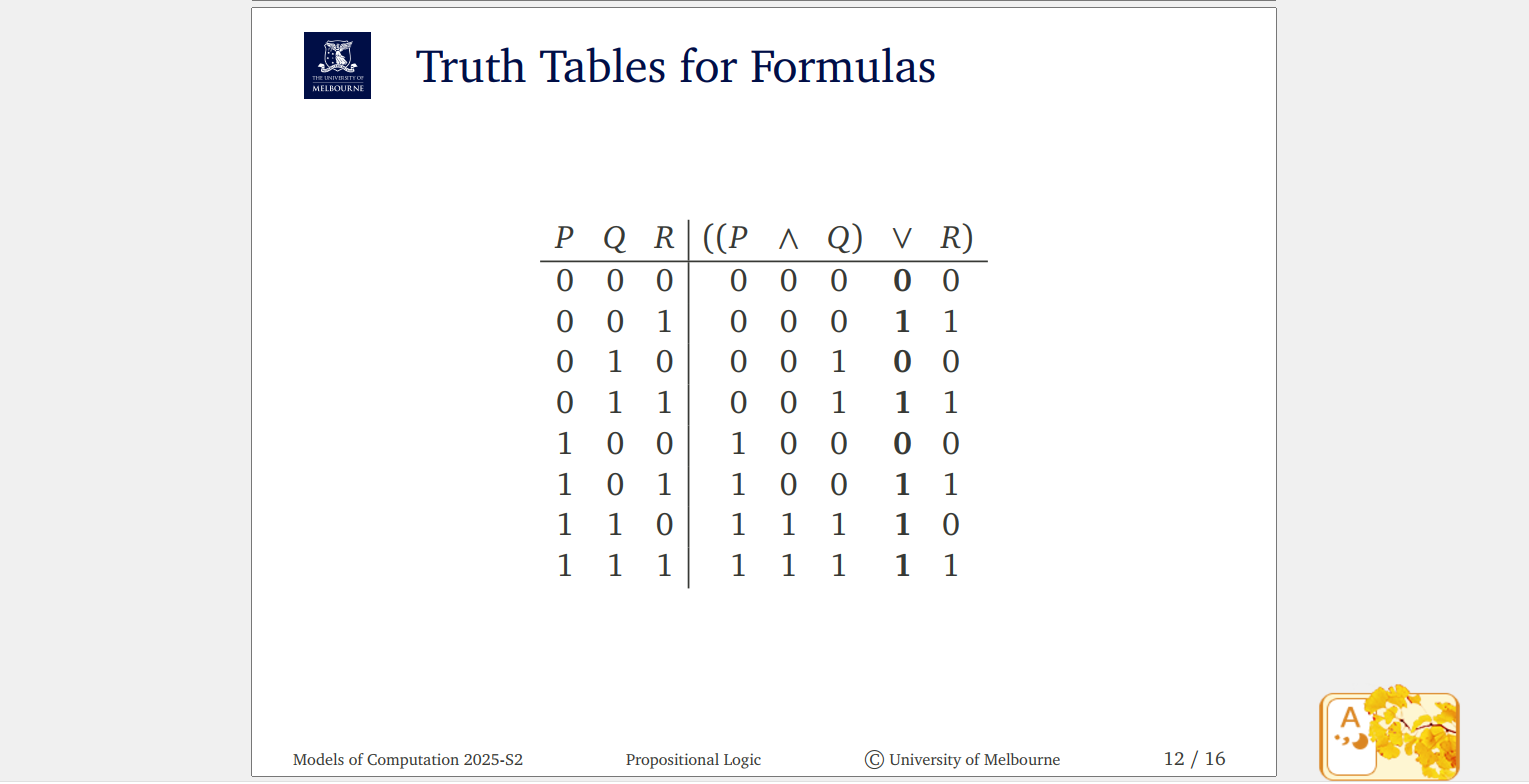 THE UNIVERSITY OF
MELBOURNE
Truth Tables for Formulas
P Q R ((P ∧ Q) ∨ R)
0 0 0 0 0 0 0 0
0 0 1 0 0 0 1 1
0 1 0 0 0 1 0 0
0 1 1 0 0 1 1 1
1 0 0 1 0 0 0 0
1 0 1 1 0 0 1 1
1 1 0 1 1 1 1 0
1 1 1 1 1 1 1 1
Models of Computation 2025-S2 Propositional Logic © University of Melbourne 12 / 16
A